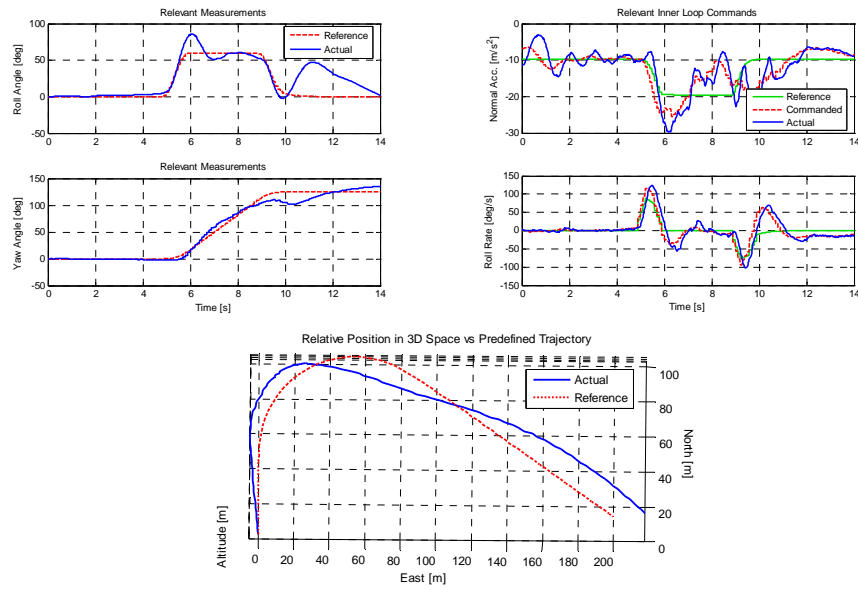 Relevant Measurements
Roll Angle [deg]
100
50
0
-50
0 2 4 6 8 10 12 14
Reference
Actual
Relevant Inner Loop Commands
Normal Acc. [m/s²]
0
-10
-20
-30
0 2 4 6 8 10 12 14
Reference
Commanded
Actual
Relevant Measurements
Yaw Angle [deg]
150
100
50
0
-50
0 2 4 6 8 10 12 14
Time [s]
Roll Rate [deg/s]
150
100
50
0
-50
-100
-150
0 2 4 6 8 10 12 14
Time [s]
Relative Position in 3D Space vs Predefined Trajectory
Actual
Reference
100
80
60
40
20
0
North [m]
Altitude [m]
0 20 40 60 80 100 120 140 160 180 200
East [m]